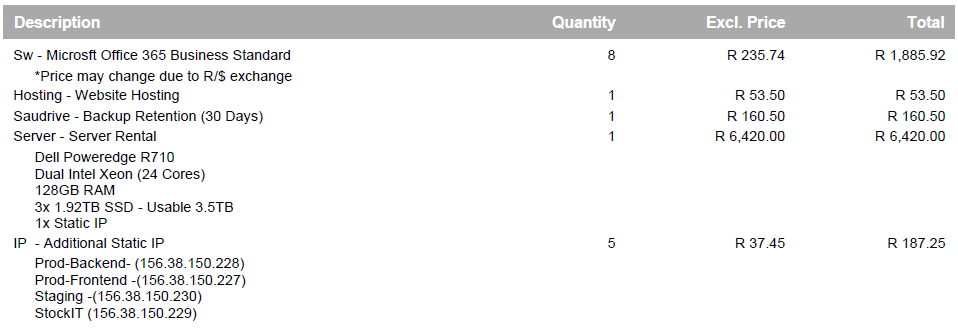 Description Quantity Excl. Price Total
Sw - Microsft Office 365 Business Standard 8 R 235.74 R 1,885.92
*Price may change due to R/$ exchange
Hosting - Website Hosting 1 R 53.50 R 53.50
Saudrive - Backup Retention (30 Days) 1 R 160.50 R 160.50
Server - Server Rental 1 R 6,420.00 R 6,420.00
Dell Poweredge R710
Dual Intel Xeon (24 Cores)
128GB RAM
3x 1.92TB SSD - Usable 3.5TB
1x Static IP
IP - Additional Static IP 5 R 37.45 R 187.25
Prod-Backend- (156.38.150.228)
Prod-Frontend -(156.38.150.227)
Staging -(156.38.150.230)
StockIT (156.38.150.229)